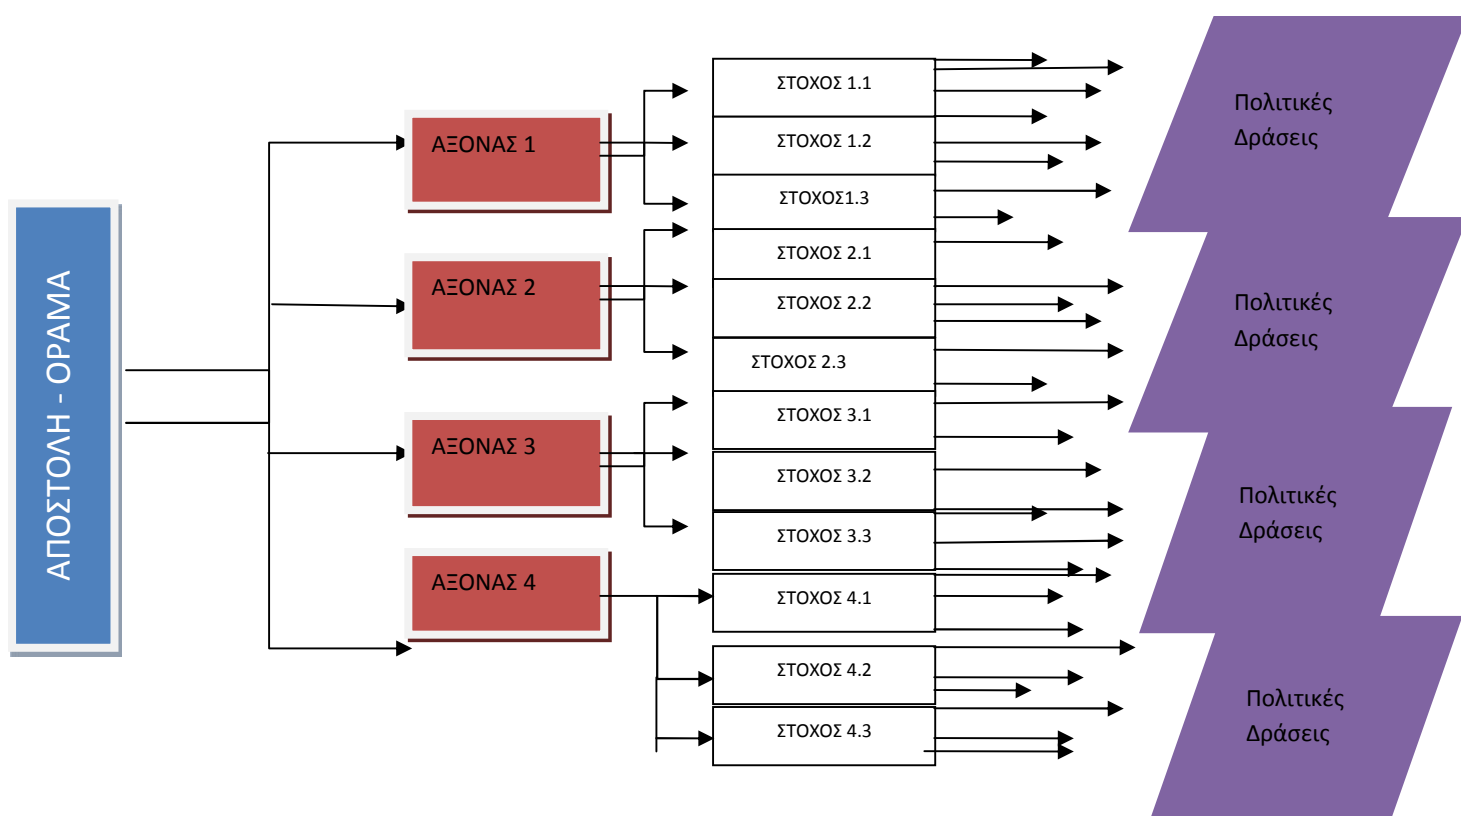 ΑΠΟΣΤΟΛΗ - ΟΡΑΜΑ
ΑΞΟΝΑΣ 1
ΑΞΟΝΑΣ 2
ΑΞΟΝΑΣ 3
ΑΞΟΝΑΣ 4
ΣΤΟΧΟΣ 1.1
ΣΤΟΧΟΣ 1.2
ΣΤΟΧΟΣ1.3
ΣΤΟΧΟΣ 2.1
ΣΤΟΧΟΣ 2.2
ΣΤΟΧΟΣ 2.3
ΣΤΟΧΟΣ 3.1
ΣΤΟΧΟΣ 3.2
ΣΤΟΧΟΣ 3.3
ΣΤΟΧΟΣ 4.1
ΣΤΟΧΟΣ 4.2
ΣΤΟΧΟΣ 4.3
Πολιτικές
Δράσεις
Πολιτικές
Δράσεις
Πολιτικές
Δράσεις
Πολιτικές
Δράσεις